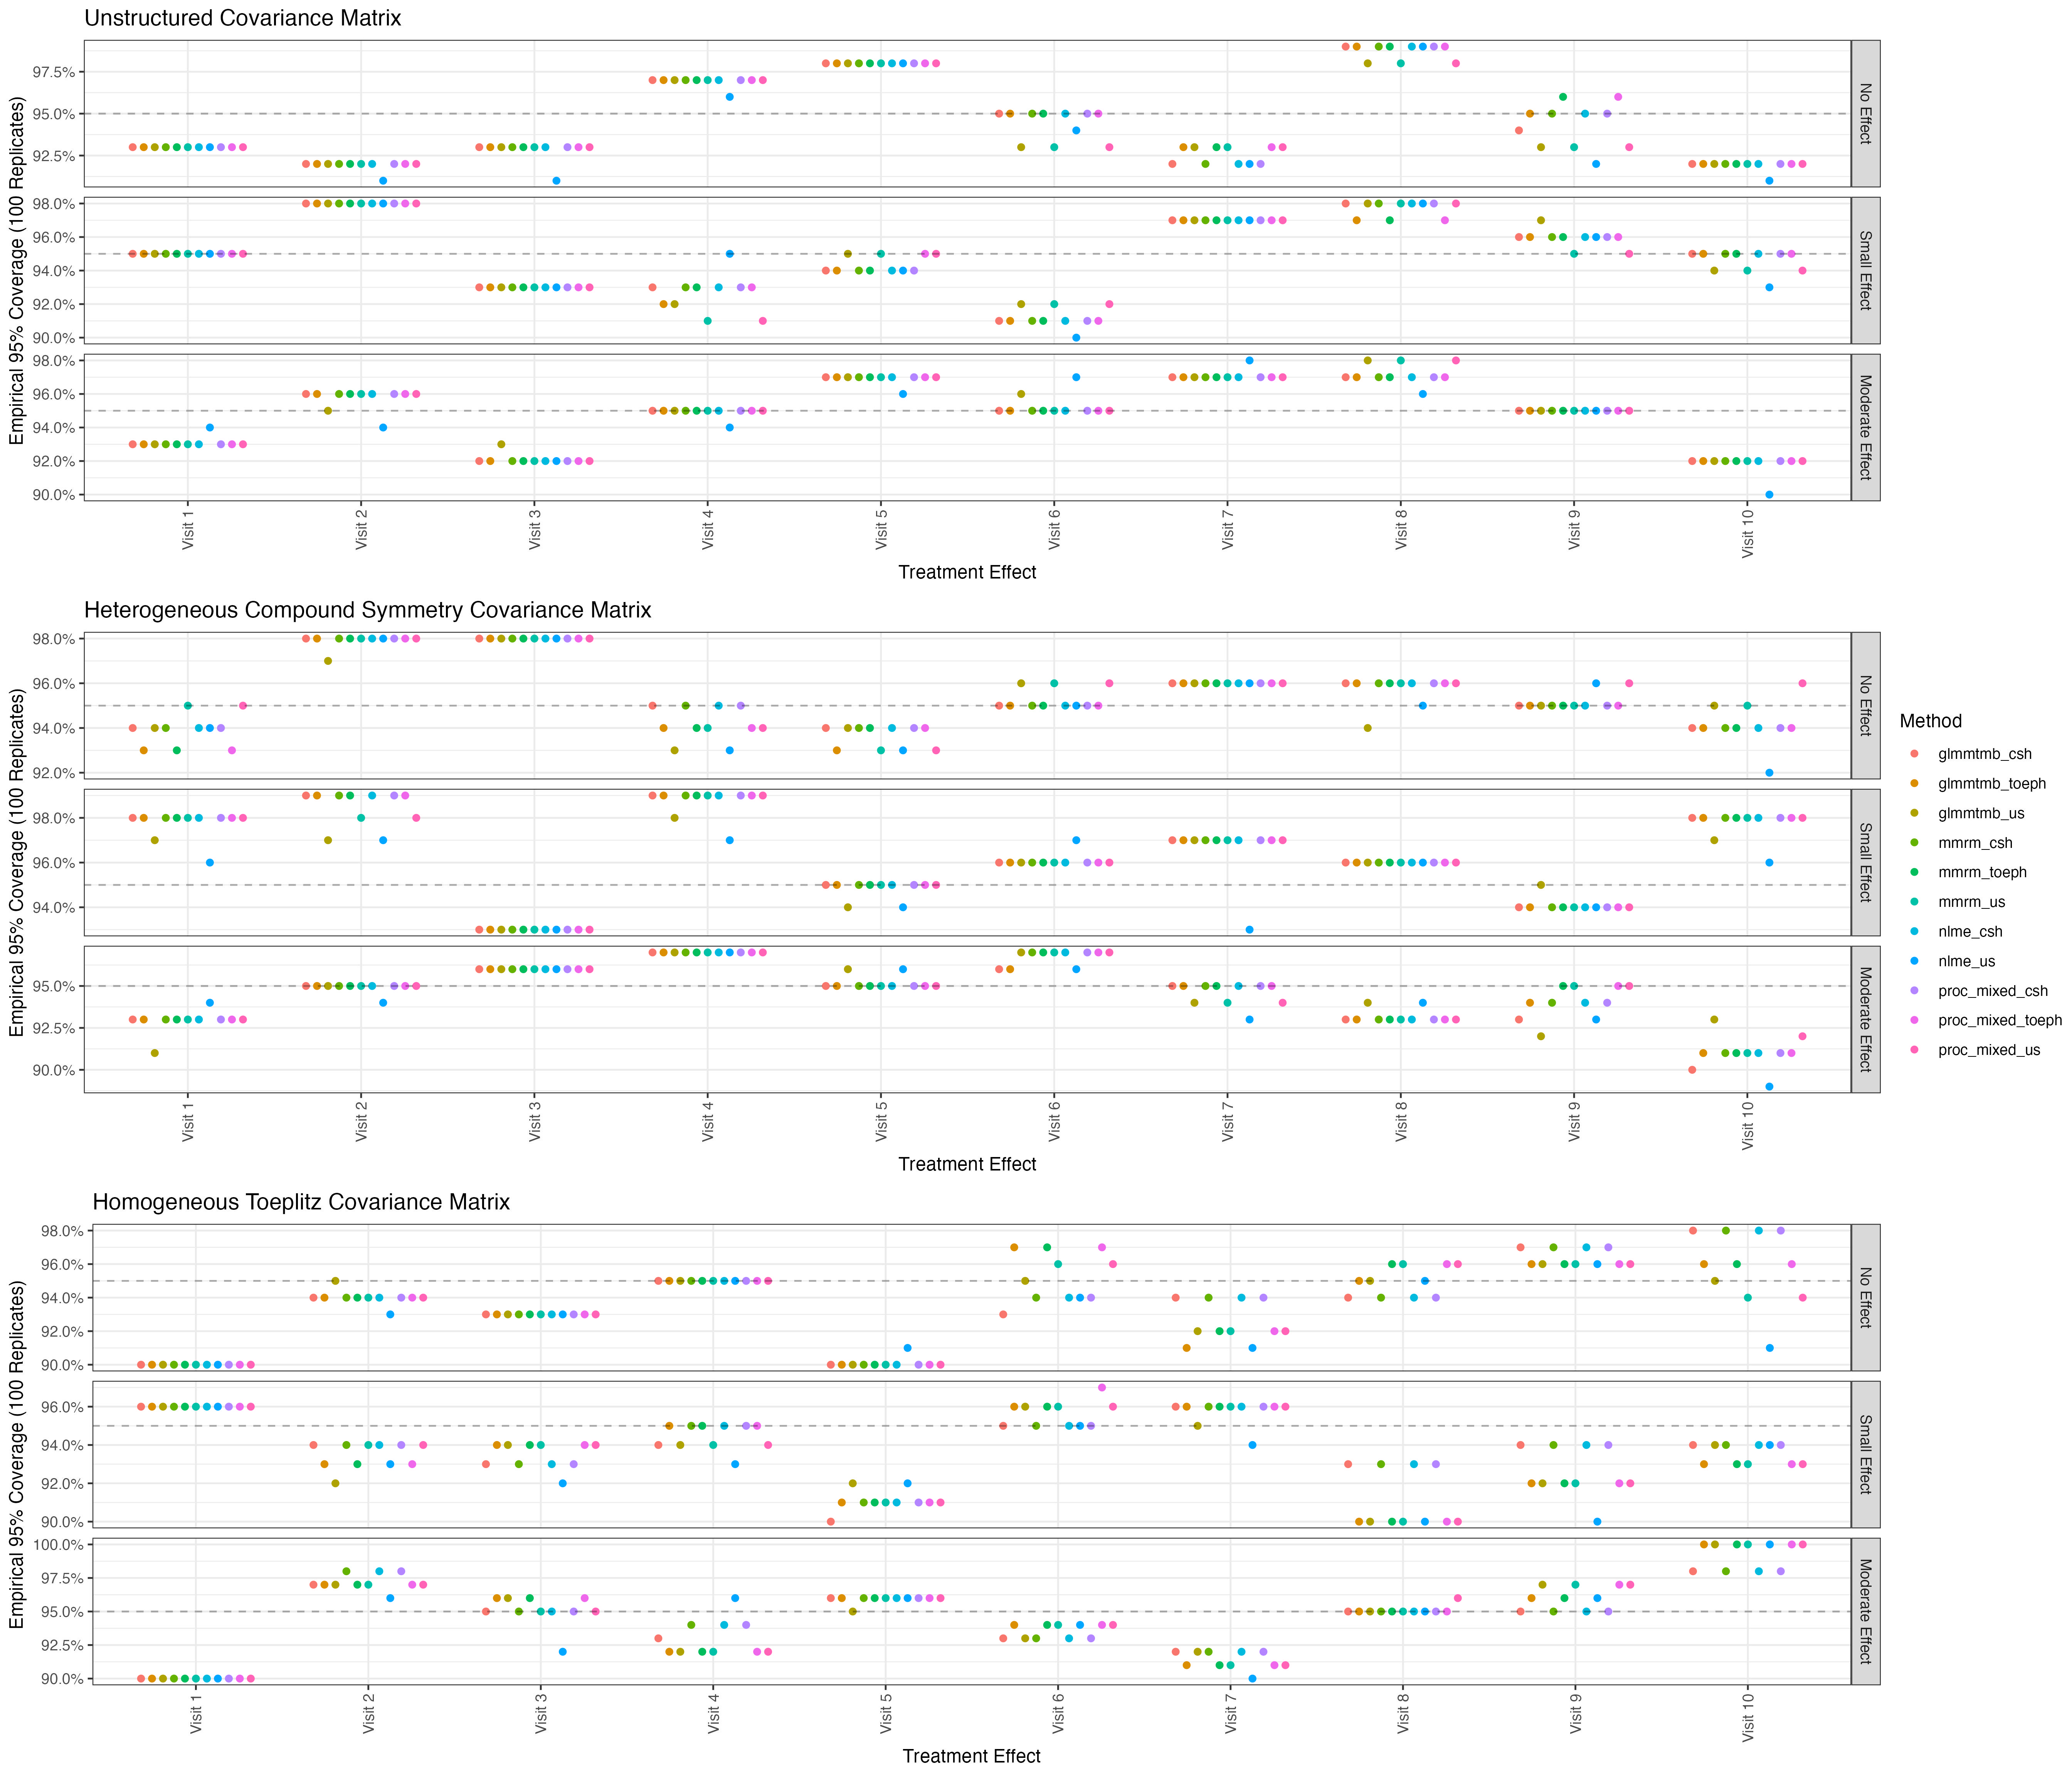 Unstructured Covariance Matrix
Empirical 95% Coverage (100 Replicates)
97.5%
95.0%
92.5%
No Effect
98.0%
96.0%
94.0%
92.0%
90.0%
Small Effect
98.0%
96.0%
94.0%
92.0%
90.0%
Moderate Effect
Visit 1
Visit 2
Visit 3
Visit 4
Visit 5
Visit 6
Visit 7
Visit 8
Visit 9
Visit 10
Treatment Effect
Heterogeneous Compound Symmetry Covariance Matrix
Empirical 95% Coverage (100 Replicates)
98.0%
96.0%
94.0%
92.0%
No Effect
98.0%
96.0%
94.0%
Small Effect
95.0%
92.5%
90.0%
Moderate Effect
Visit 1
Visit 2
Visit 3
Visit 4
Visit 5
Visit 6
Visit 7
Visit 8
Visit 9
Visit 10
Treatment Effect
Method
glmmtmb_csh
glmmtmb_toeph
glmmtmb_us
mmrm_csh
mmrm_toeph
mmrm_us
nlme_csh
nlme_us
proc_mixed_csh
proc_mixed_toeph
proc_mixed_us
Homogeneous Toeplitz Covariance Matrix
Empirical 95% Coverage (100 Replicates)
98.0%
96.0%
94.0%
92.0%
90.0%
No Effect
96.0%
94.0%
92.0%
90.0%
Small Effect
100.0%
97.5%
95.0%
92.5%
90.0%
Moderate Effect
Visit 1
Visit 2
Visit 3
Visit 4
Visit 5
Visit 6
Visit 7
Visit 8
Visit 9
Visit 10
Treatment Effect